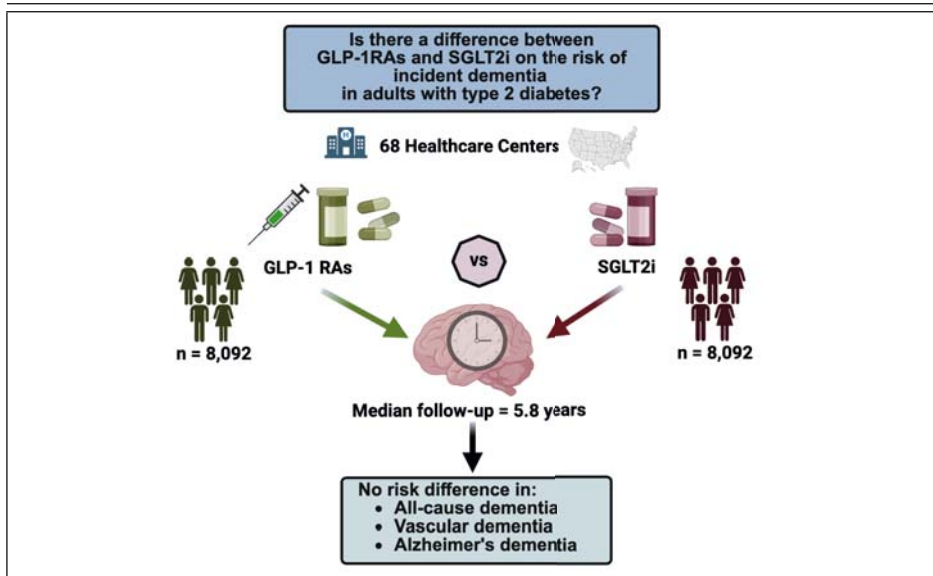 Is there a difference between
GLP-1RAs and SGLT2i on the risk of
incident dementia
in adults with type 2 diabetes?
H
68 Healthcare Centers
GLP-1 RAs
vs
SGLT2i
n = 8,092
n = 8,092
Median follow-up = 5.8 years
No risk difference in:
• All-cause dementia
• Vascular dementia
• Alzheimer's dementia